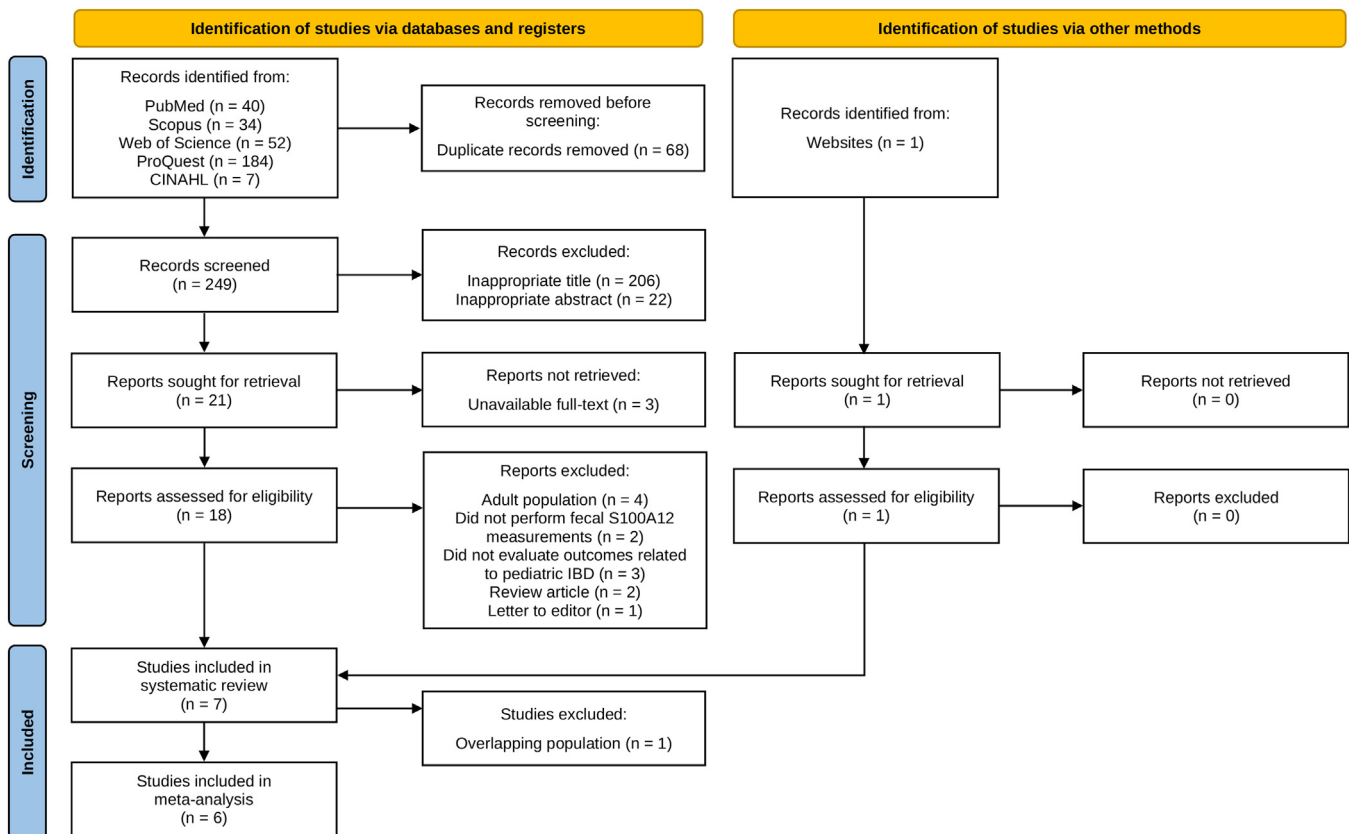 Identification of studies via databases and registers
Identification of studies via other methods
Identification
Records identified from:
PubMed (n = 40)
Scopus (n = 34)
Web of Science (n = 52)
ProQuest (n = 184)
CINAHL (n = 7)
Records removed before
screening:
Duplicate records removed (n = 68)
Records identified from:
Websites (n = 1)
Screening
Records screened
(n = 249)
Records excluded:
Inappropriate title (n = 206)
Inappropriate abstract (n = 22)
Reports sought for retrieval
(n = 21)
Reports not retrieved:
Unavailable full-text (n = 3)
Reports sought for retrieval
(n = 1)
Reports not retrieved
(n = 0)
Reports assessed for eligibility
(n = 18)
Reports excluded:
Adult population (n = 4)
Did not perform fecal S100A12
measurements (n = 2)
Did not evaluate outcomes related
to pediatric IBD (n = 3)
Review article (n = 2)
Letter to editor (n = 1)
Reports assessed for eligibility
(n = 1)
Reports excluded
(n = 0)
Included
Studies included in
systematic review
(n = 7)
Studies excluded:
Overlapping population (n = 1)
Studies included in
meta-analysis
(n = 6)